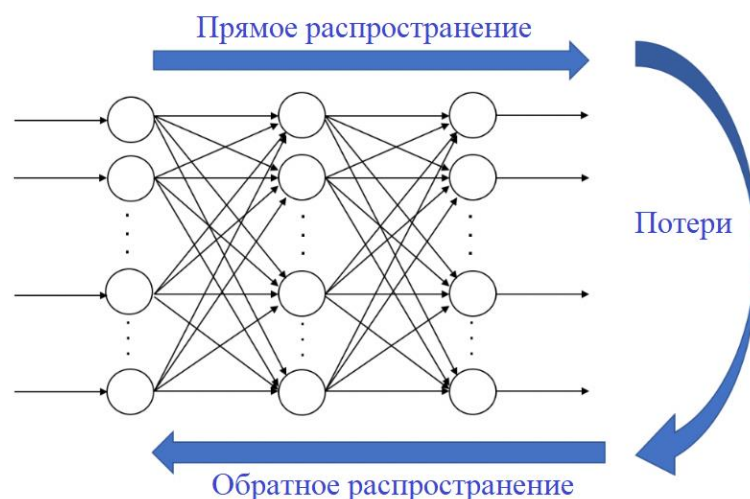 Прямое распространение
Потери
Обратное распространение